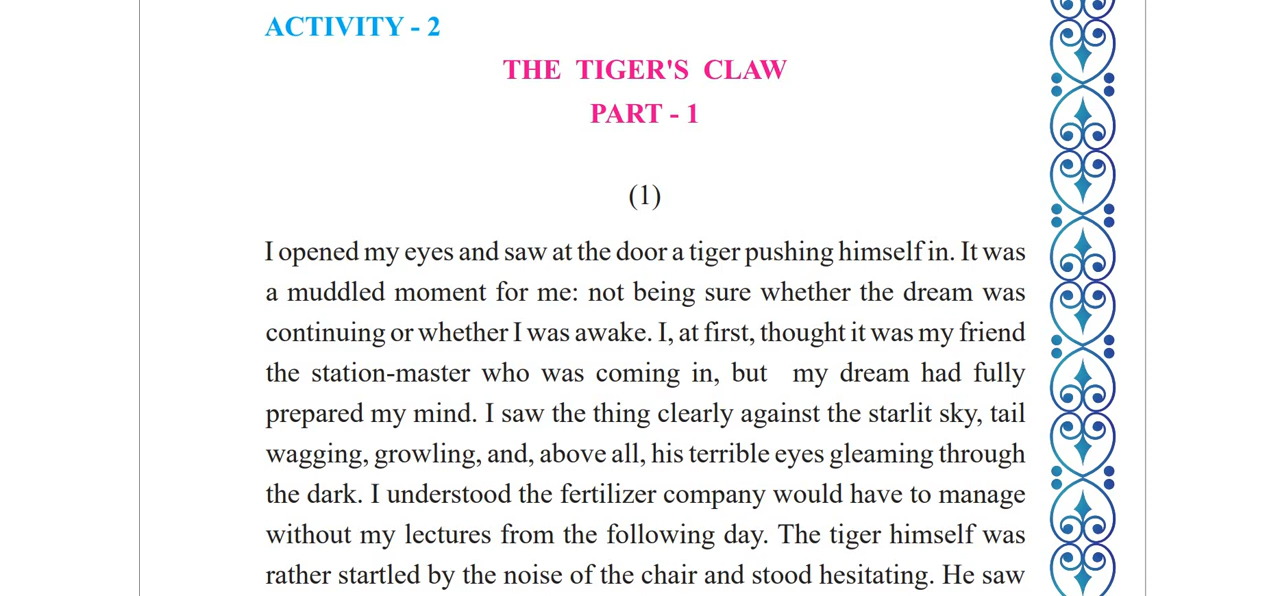 ACTIVITY - 2
THE TIGER'S CLAW
PART - 1
(1)
I opened my eyes and saw at the door a tiger pushing himself in. It was
a muddled moment for me: not being sure whether the dream was
continuing or whether I was awake. I, at first, thought it was my friend
the station-master who was coming in, but my dream had fully
prepared my mind. I saw the thing clearly against the starlit sky, tail
wagging, growling, and, above all, his terrible eyes gleaming through
the dark. I understood the fertilizer company would have to manage
without my lectures from the following day. The tiger himself was
rather startled by the noise of the chair and stood hesitating. He saw